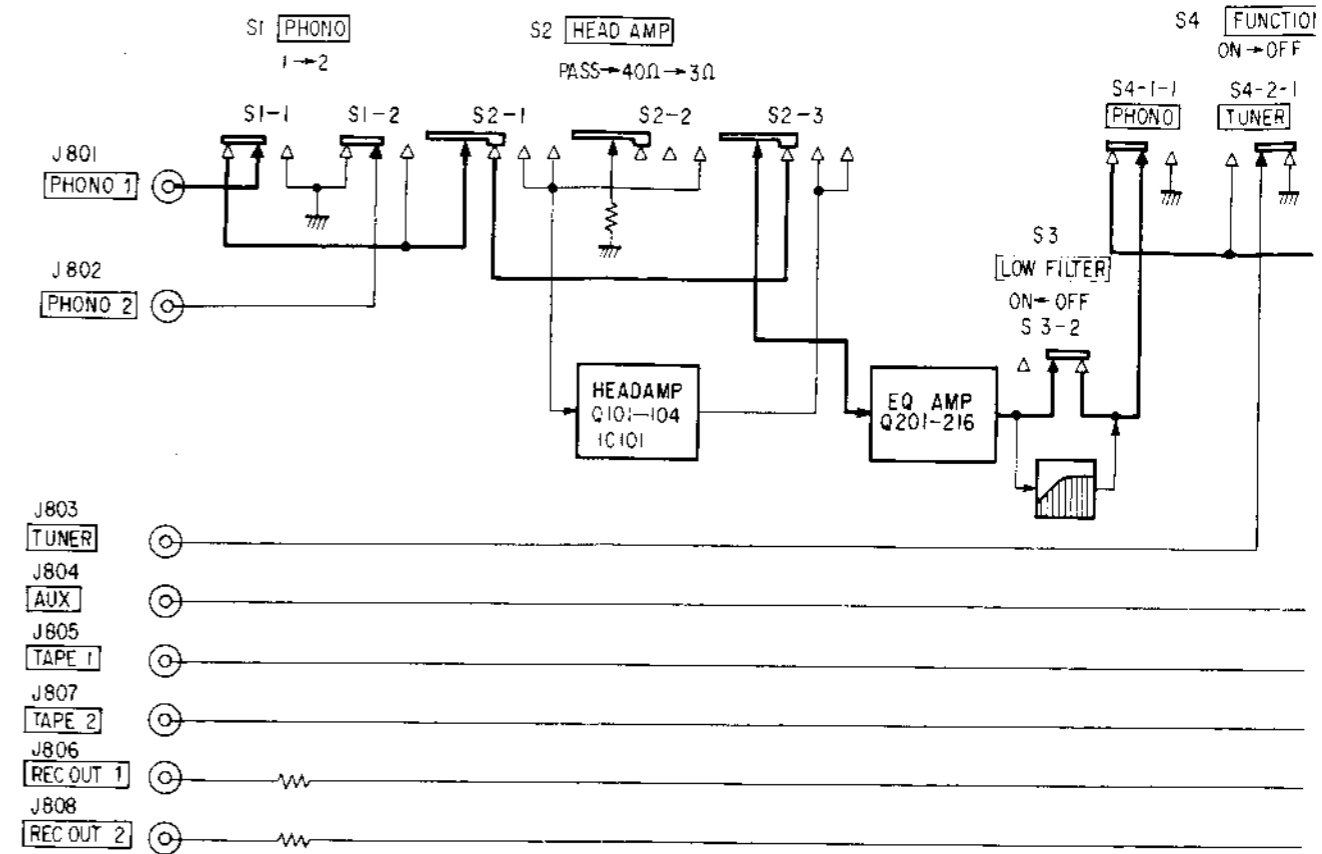 S1 PHONO
1→2
S2 HEAD AMP
PASS→40Ω→3Ω
S4 FUNCTION
ON→OFF
S1-1 S1-2 S2-1 S2-2 S2-3
S4-1-1 S4-2-1
PHONO TUNER
J801
PHONO 1
J802
PHONO 2
S3
LOW FILTER
ON←OFF
S3-2
HEADAMP
Q101-104
IC101
EQ AMP
Q201-216
J803
TUNER
J804
AUX
J805
TAPE 1
J807
TAPE 2
J806
REC OUT 1
J808
REC OUT 2